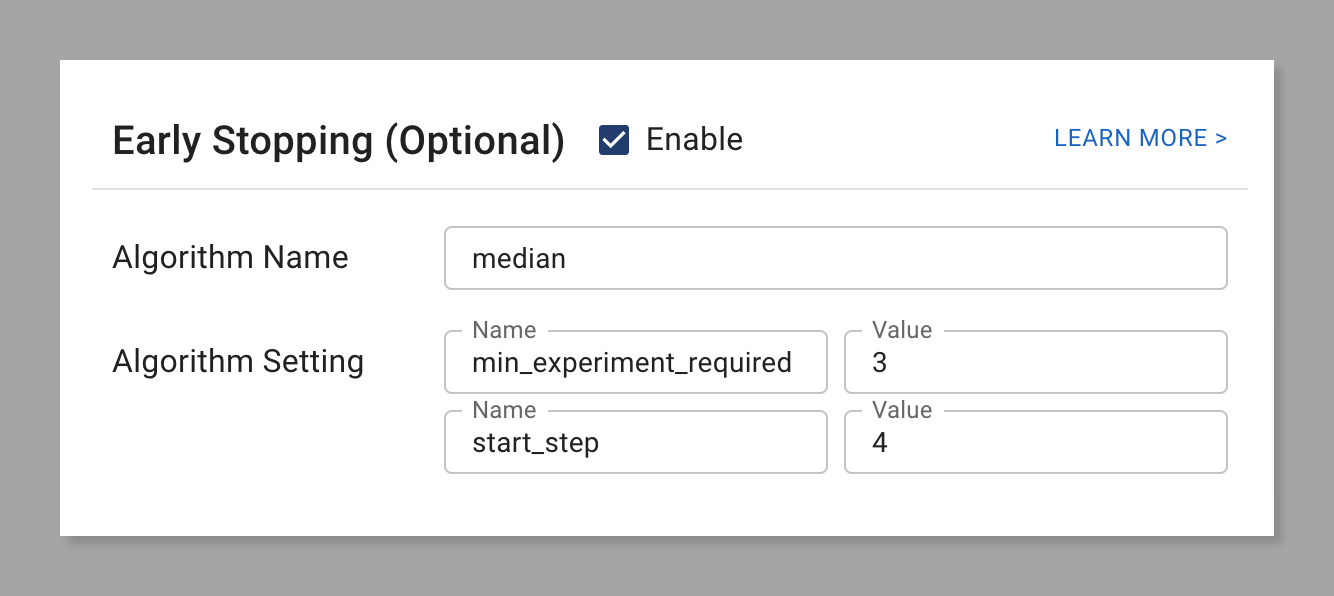 Early Stopping (Optional) Enable LEARN MORE >
Algorithm Name median
Name Value
Algorithm Setting min_experiment_required 3
Name Value
start_step 4